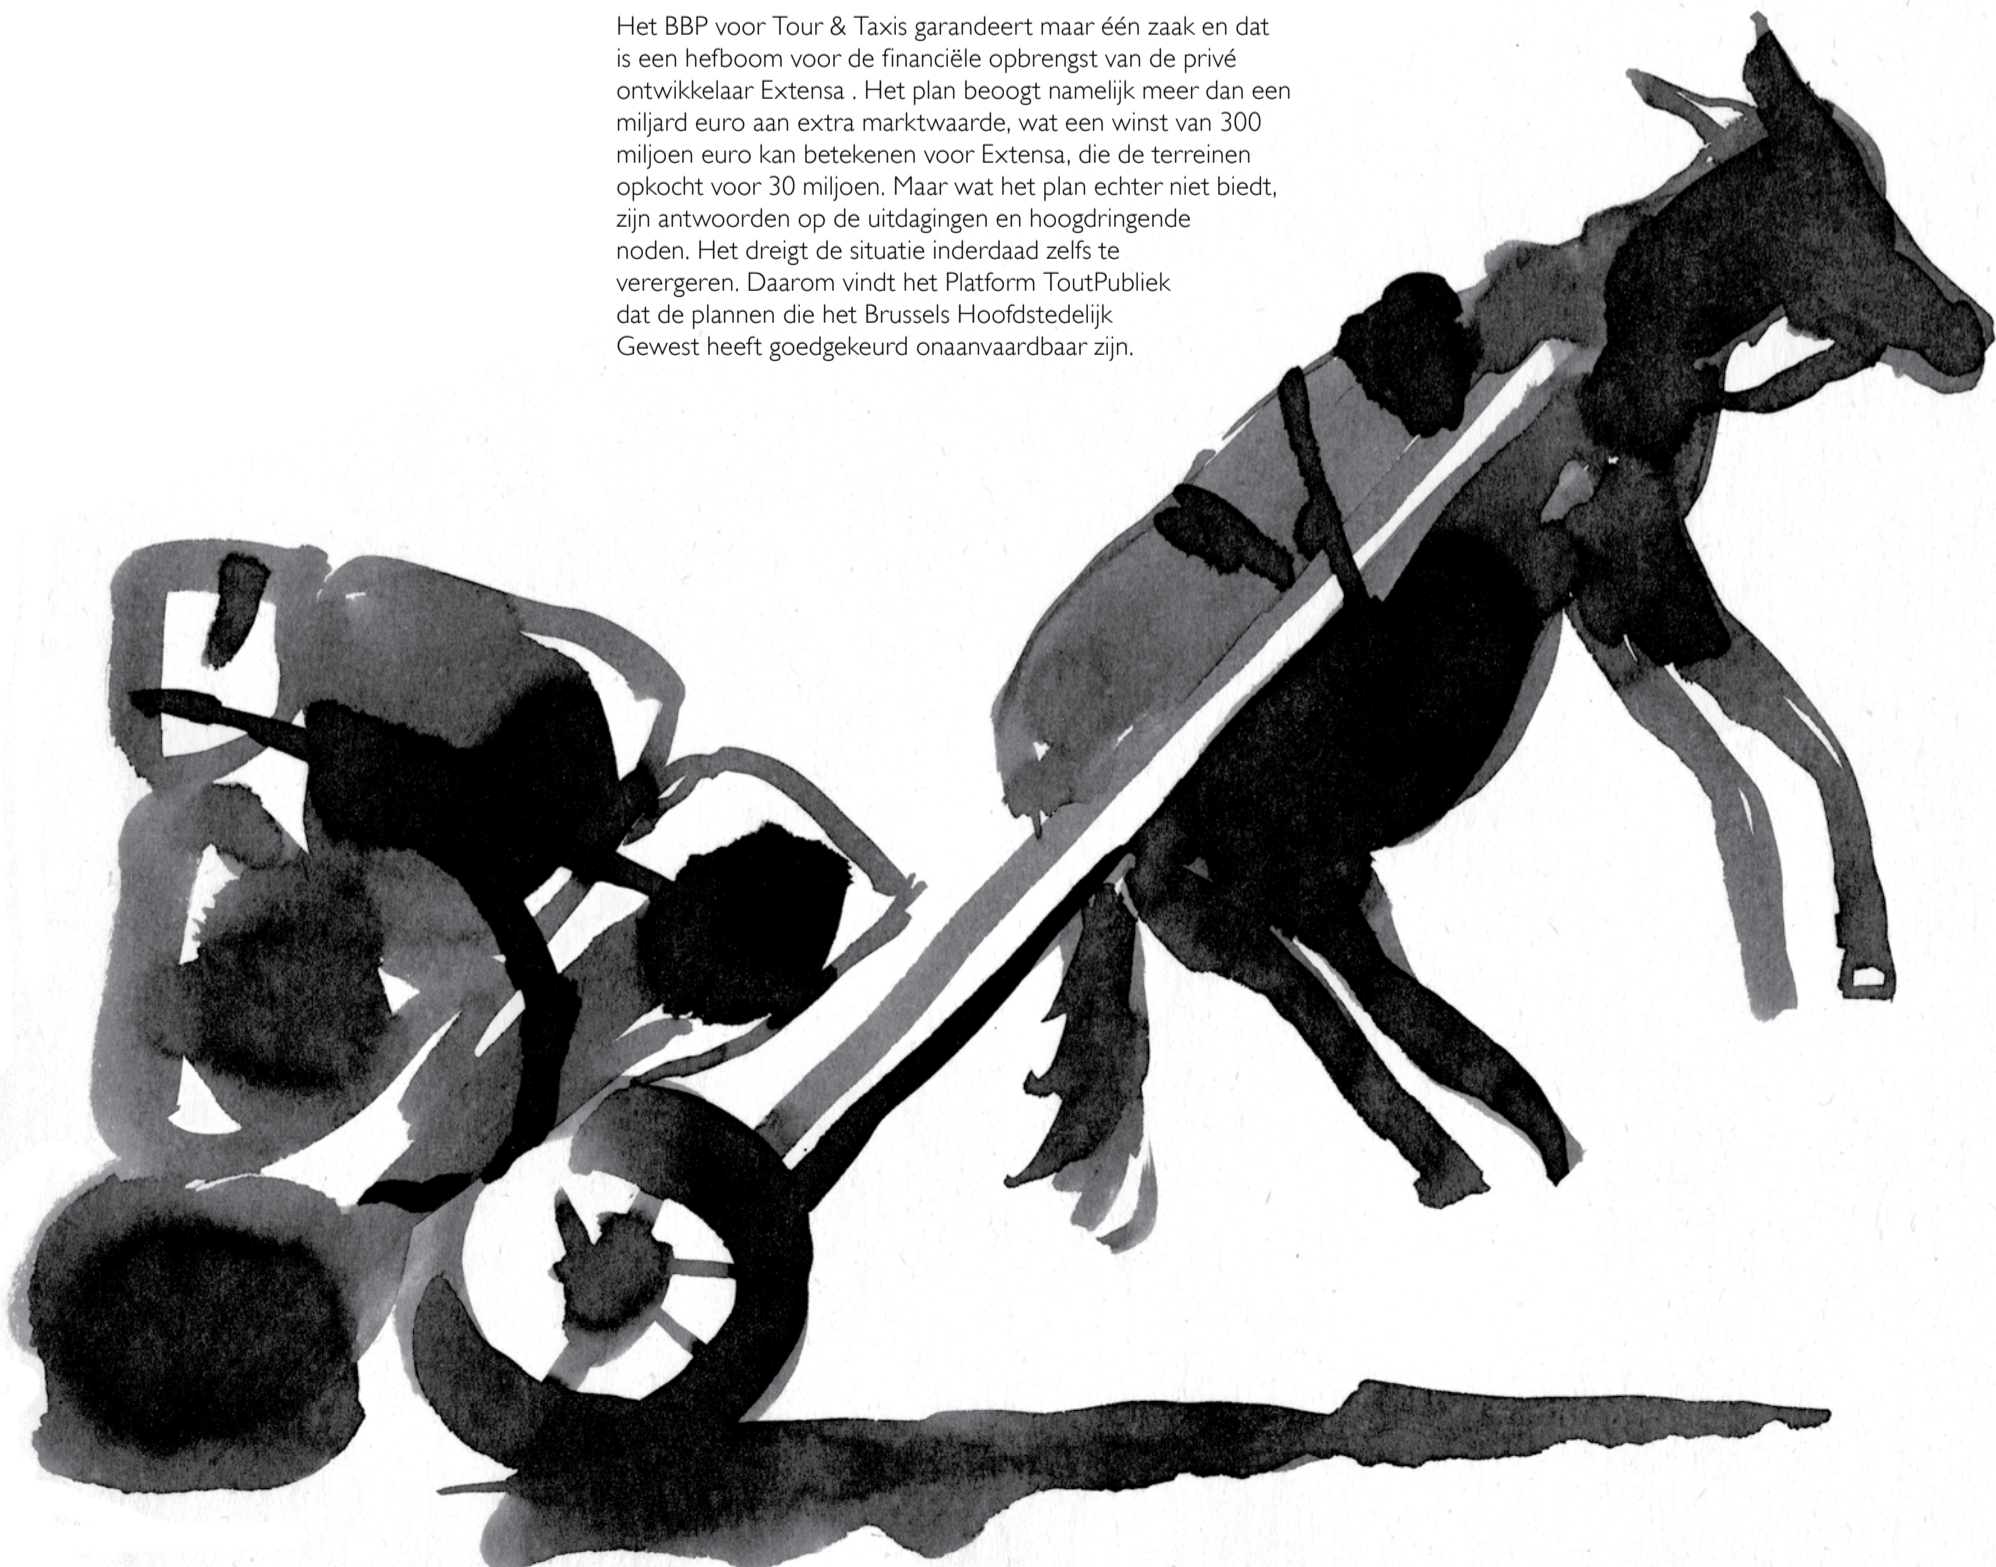 Het BBP voor Tour & Taxis garandeert maar één zaak en dat
is een hefboom voor de financiële opbrengst van de privé
ontwikkelaar Extensa . Het plan beoogt namelijk meer dan een
miljard euro aan extra marktwaarde, wat een winst van 300
miljoen euro kan betekenen voor Extensa, die de terreinen
opkocht voor 30 miljoen. Maar wat het plan echter niet biedt,
zijn antwoorden op de uitdagingen en hoogdringende
noden. Het dreigt de situatie inderdaad zelfs te
verergeren. Daarom vindt het Platform ToutPubliek
dat de plannen die het Brussels Hoofdstedelijk
Gewest heeft goedgekeurd onaanvaardbaar zijn.